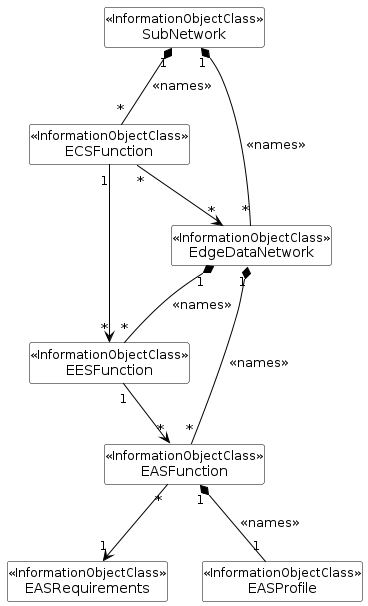 «InformationObjectClass»
SubNetwork
1
1
«names»
*
«InformationObjectClass»
ECSFunction
«names»
1
*
*
*
«InformationObjectClass»
EdgeDataNetwork
1
1
«names»
*
*
«InformationObjectClass»
EESFunction
«names»
1
*
*
«InformationObjectClass»
EASFunction
*
1
«names»
1
1
«InformationObjectClass»
EASRequirements
«InformationObjectClass»
EASProfile